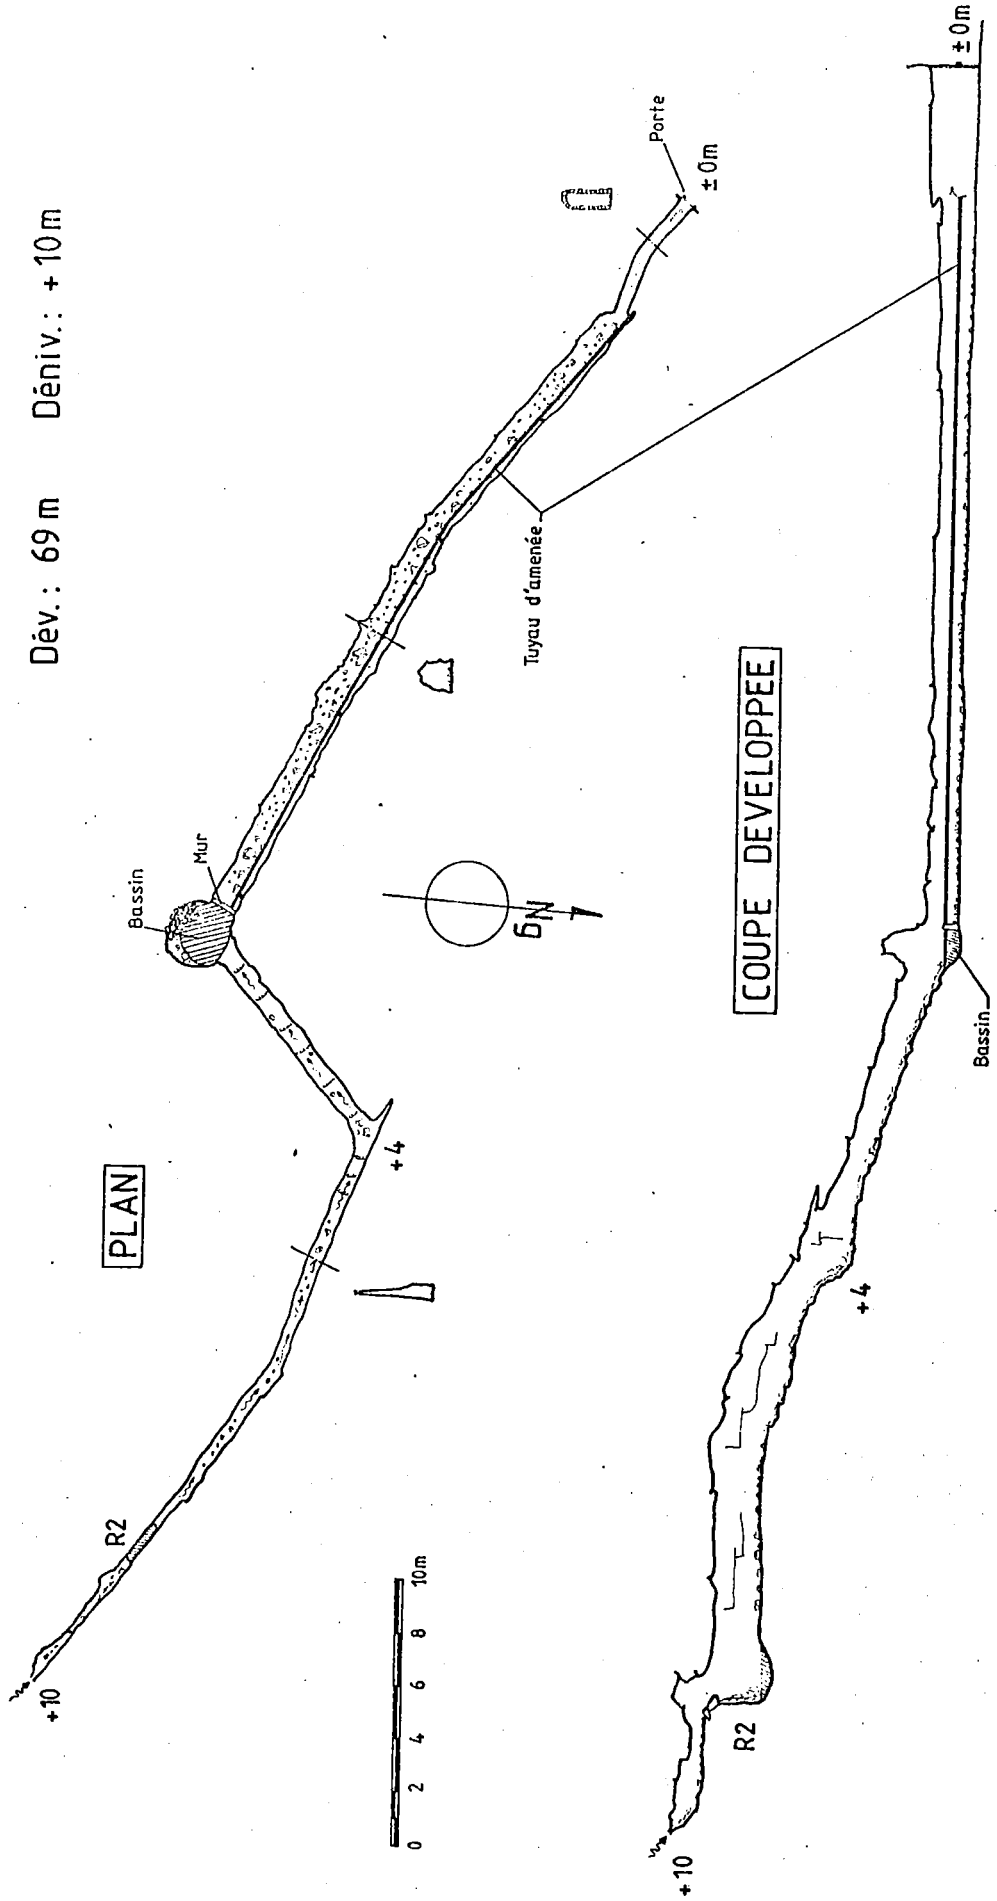 Dév.: 69 m Déniv.: +10m
PLAN
Bassin
Mur
Porte
±0m
Tuyau d'amenée
Ng
+4
R2
+10
0 2 4 6 8 10m
COUPE DEVELOPPEE
±0m
Bassin
+4
R2
+10